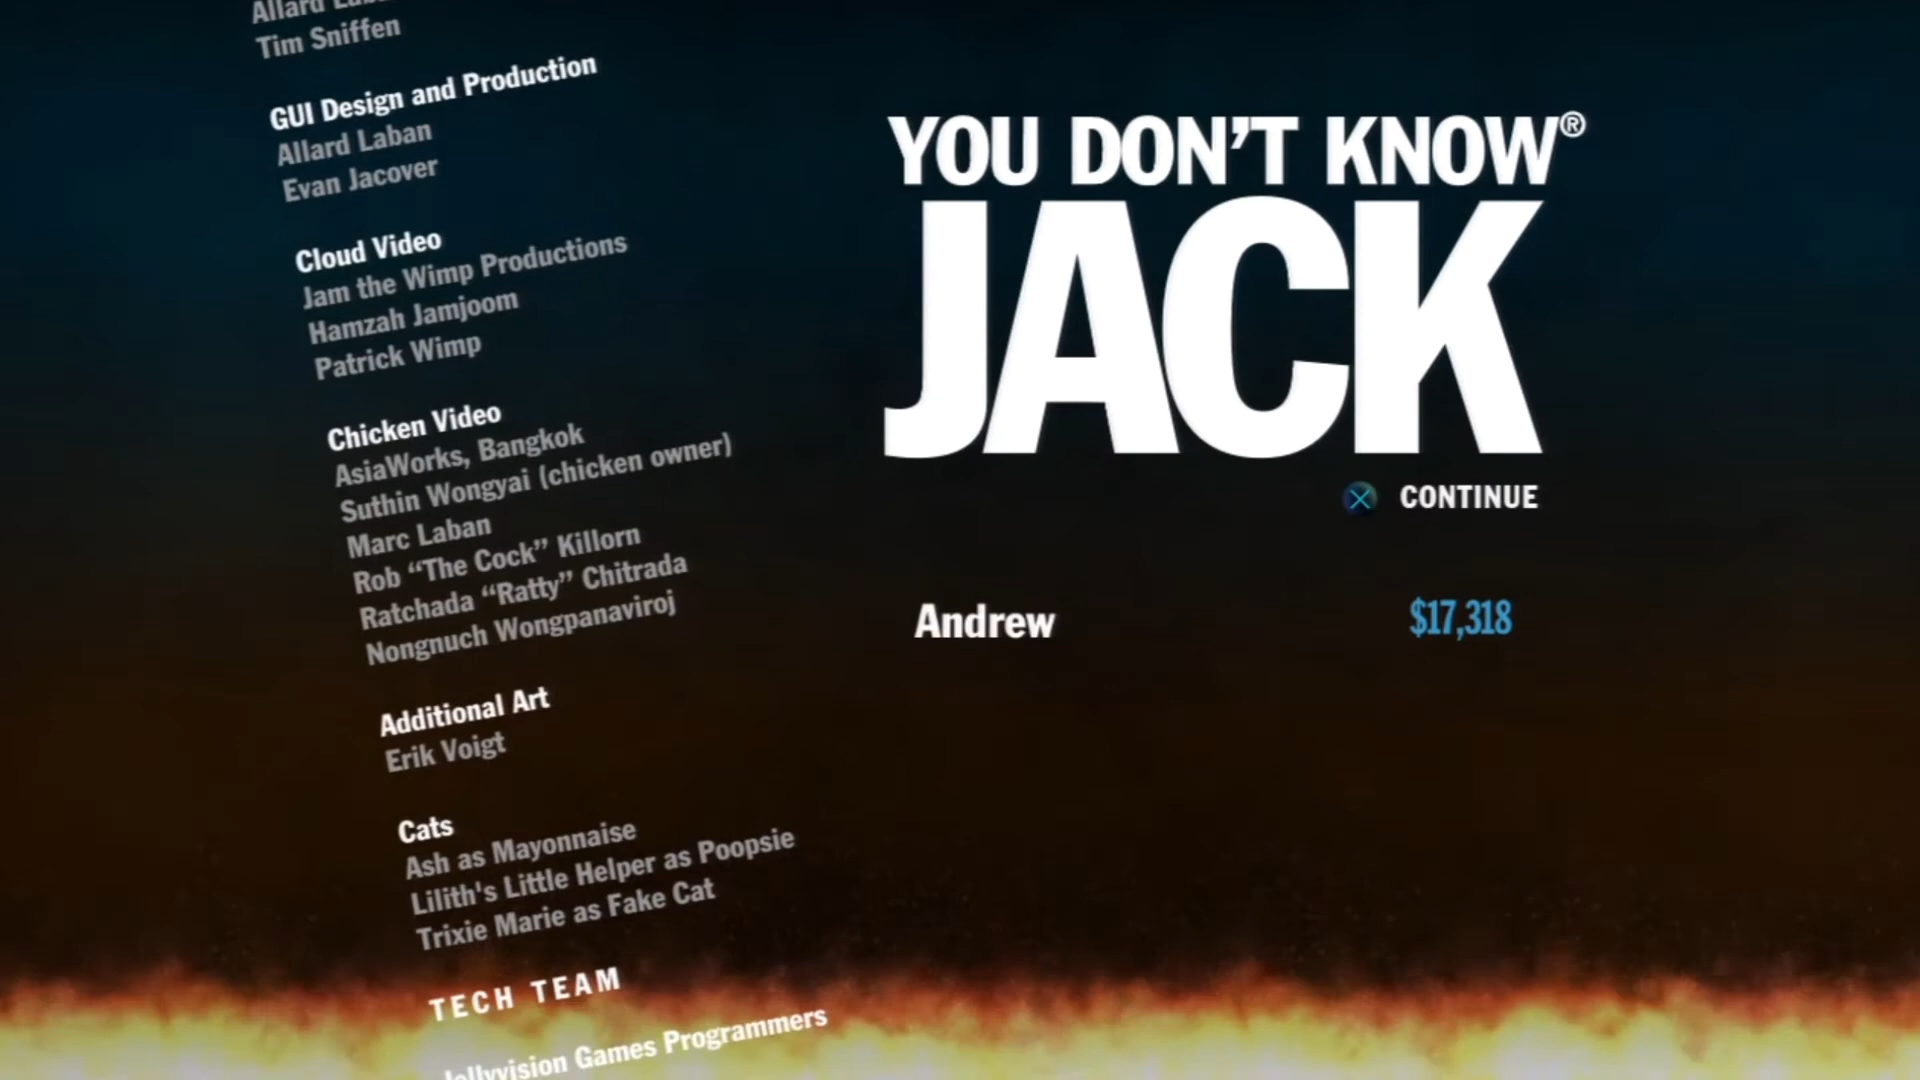 Allard
Tim Sniffen
GUI Design and Production
Allard Laban
Evan Jacover
Cloud Video
Jam the Wimp Productions
Hamzah Jamjoom
Patrick Wimp
Chicken Video
AsiaWorks, Bangkok
Suthin Wongyai (chicken owner)
Marc Laban
Rob “The Cock” Killorn
Ratchada “Ratty” Chitrada
Nongnuch Wongpanaviroj
Additional Art
Erik Voigt
Cats
Ash as Mayonnaise
Lilith's Little Helper as Poopsie
Trixie Marie as Fake Cat
TECH TEAM
Jellyvision Games Programmers
YOU DON’T KNOW®
JACK
CONTINUE
Andrew $17,318